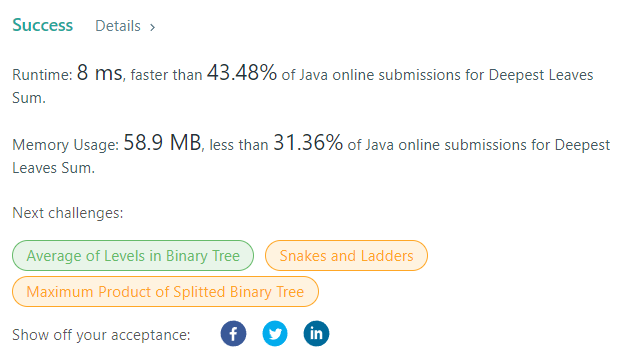 Success Details >
Runtime: 8 ms, faster than 43.48% of Java online submissions for Deepest Leaves
Sum.
Memory Usage: 58.9 MB, less than 31.36% of Java online submissions for Deepest
Leaves Sum.
Next challenges:
Average of Levels in Binary Tree Snakes and Ladders
Maximum Product of Splitted Binary Tree
Show off your acceptance: f in